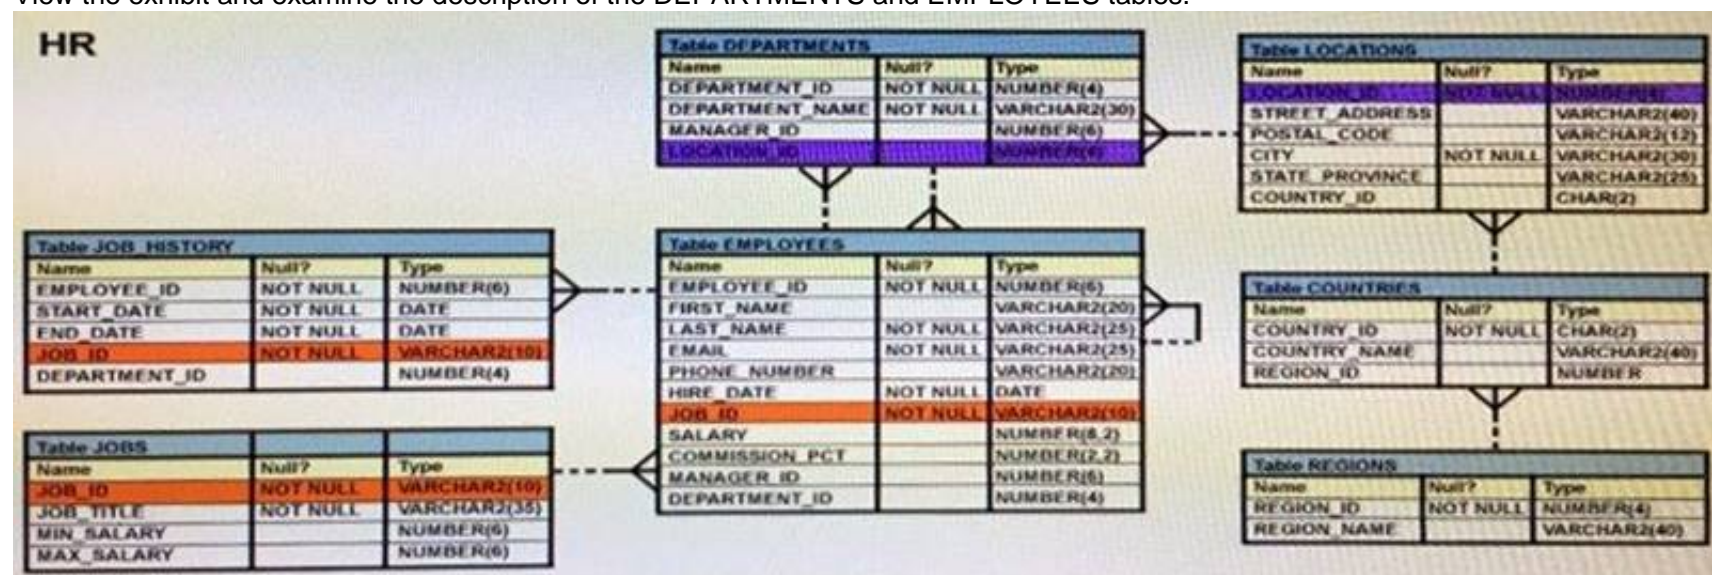 View the exhibit and examine the description of the DEPARTMENTS and EMPLOYEES tables.
HR
Table DEPARTMENTS
Name Null? Type
DEPARTMENT_ID NOT NULL NUMBER(4)
DEPARTMENT_NAME NOT NULL VARCHAR2(30)
MANAGER_ID NUMBER(6)
LOCATION_ID
Table LOCATIONS
Name Null? Type
LOCATION_ID NOT NULL NUMBER(4)
STREET_ADDRESS VARCHAR2(40)
POSTAL_CODE VARCHAR2(12)
CITY NOT NULL VARCHAR2(30)
STATE_PROVINCE VARCHAR2(25)
COUNTRY_ID CHAR(2)
Table JOB_HISTORY
Name Null? Type
EMPLOYEE_ID NOT NULL NUMBER(6)
START_DATE NOT NULL DATE
END_DATE NOT NULL DATE
JOB_ID NOT NULL VARCHAR2(10)
DEPARTMENT_ID NUMBER(4)
Table EMPLOYEES
Name Null? Type
EMPLOYEE_ID NOT NULL NUMBER(6)
FIRST_NAME VARCHAR2(20)
LAST_NAME NOT NULL VARCHAR2(25)
EMAIL NOT NULL VARCHAR2(25)
PHONE_NUMBER VARCHAR2(20)
HIRE_DATE NOT NULL DATE
JOB_ID NOT NULL VARCHAR2(10)
SALARY NUMBER(8,2)
COMMISSION_PCT NUMBER(2,2)
MANAGER_ID NUMBER(6)
DEPARTMENT_ID NUMBER(4)
Table COUNTRIES
Name Null? Type
COUNTRY_ID NOT NULL CHAR(2)
COUNTRY_NAME VARCHAR2(40)
REGION_ID NUMBER
Table JOBS
Name Null? Type
JOB_ID NOT NULL VARCHAR2(10)
JOB_TITLE NOT NULL VARCHAR2(35)
MIN_SALARY NUMBER(6)
MAX_SALARY NUMBER(6)
Table REGIONS
Name Null? Type
REGION_ID NOT NULL NUMBER(4)
REGION_NAME VARCHAR2(40)